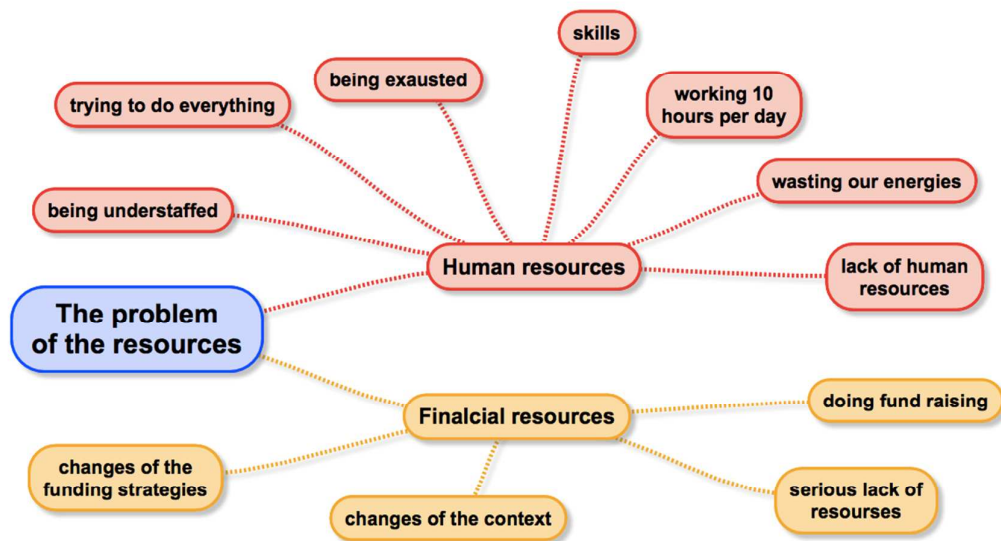 skills
being exausted
working 10
hours per day
trying to do everything
wasting our energies
being understaffed
Human resources
lack of human
resources
The problem
of the resources
doing fund raising
Finalcial resources
changes of the
funding strategies
serious lack of
resourses
changes of the context